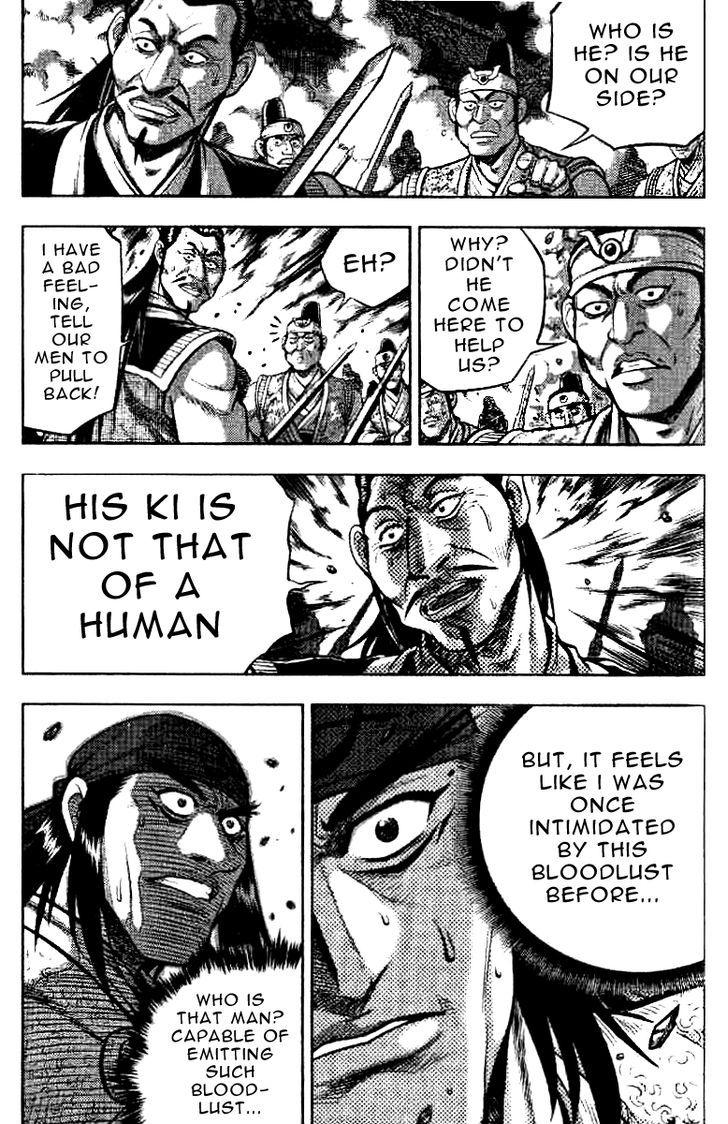 WHO IS
HE? IS HE
ON OUR
SIDE?
WHY?
DIDN'T
HE
COME
HERE TO
HELP
US?
EH?
I HAVE
A BAD
FEEL-
ING,
TELL
OUR
MEN TO
PULL
BACK!
HIS KI IS
NOT THAT
OF A
HUMAN
BUT, IT FEELS
LIKE I WAS
ONCE
INTIMIDATED
BY THIS
BLOODLUST
BEFORE...
WHO IS
THAT MAN?
CAPABLE OF
EMITTING
SUCH
BLOOD-
LUST...